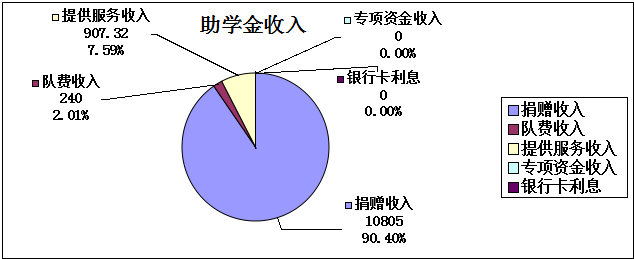 助学金收入
提供服务收入
907.32
7.59%
专项资金收入
0
0.00%
队费收入
240
2.01%
银行卡利息
0
0.00%
捐赠收入
10805
90.40%
捐赠收入
队费收入
提供服务收入
专项资金收入
银行卡利息